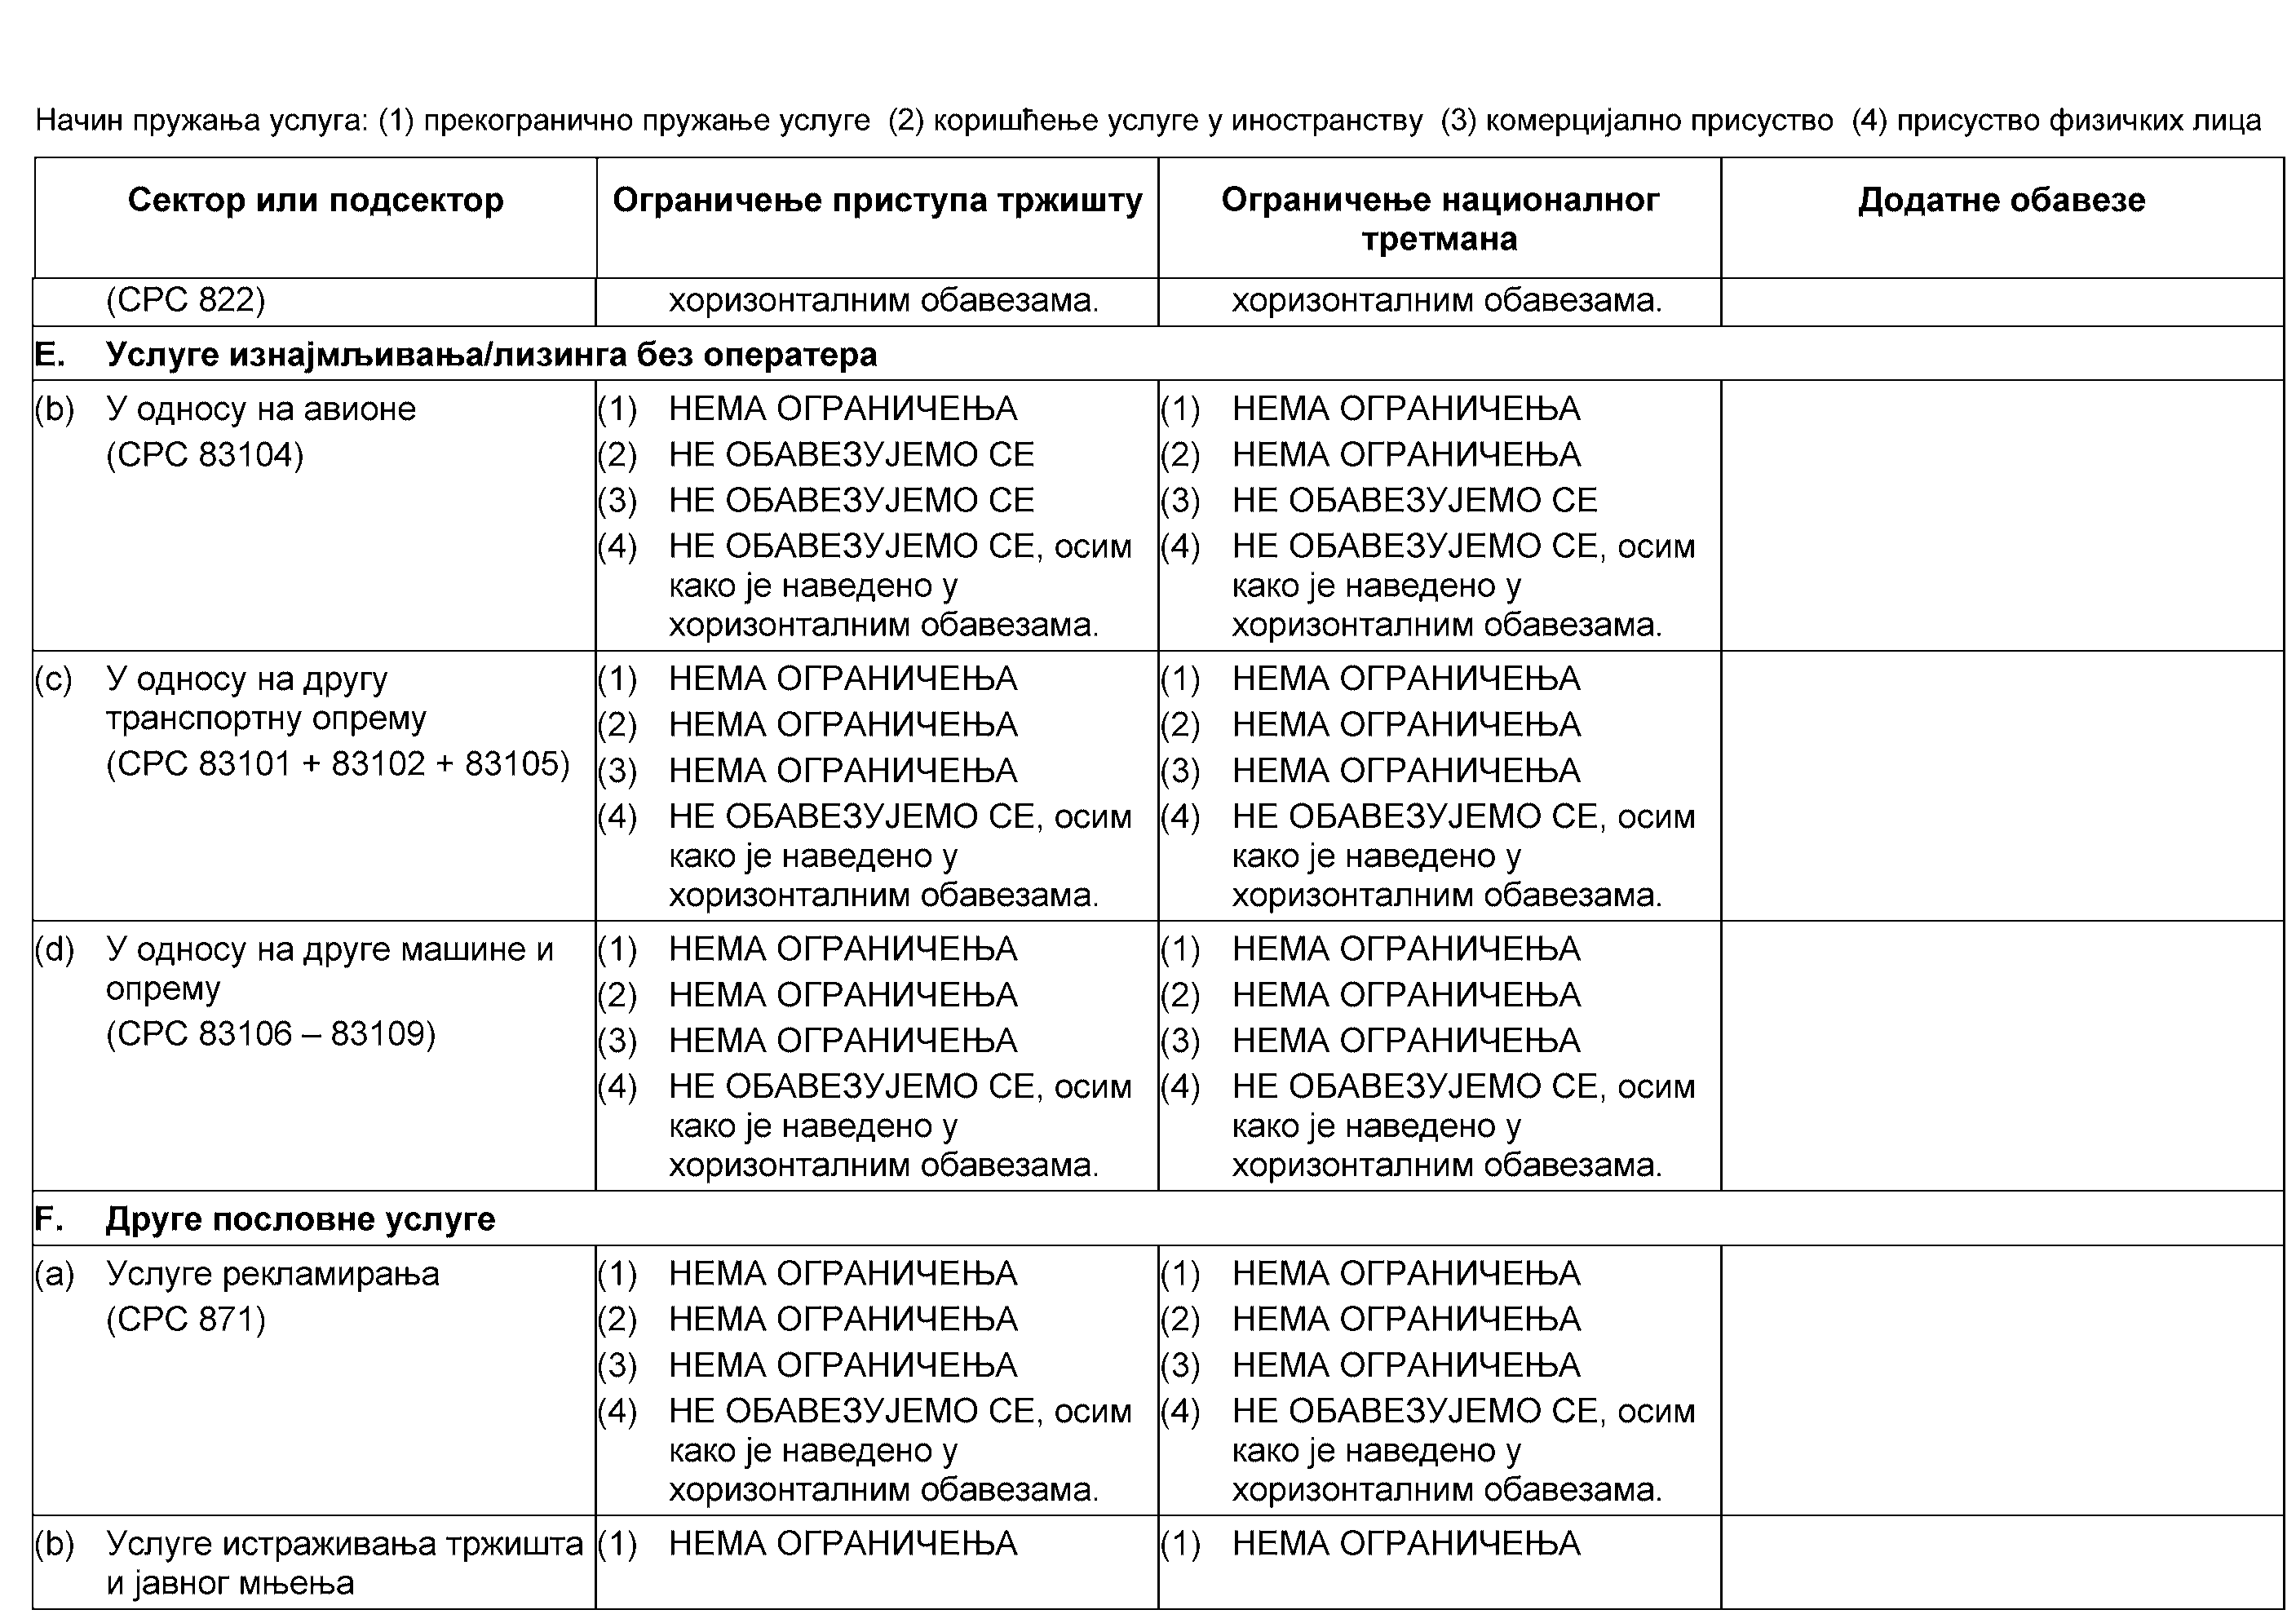 Начин пружања услуга: (1) прекогранично пружање услуге (2) коришћење услуге у иностранству (3) комерцијално присуство (4) присуство физичких лица
Сектор или подсектор
Ограничење приступа тржишту
Ограничење националног
третмана
Додатне обавезе
(CPC 822)
хоризонталним обавезама.
хоризонталним обавезама.
E. Услуге изнајмљивања/лизинга без оператера
(b) У односу на авионе
(CPC 83104)
(1) НЕМА ОГРАНИЧЕЊА
(2) НЕ ОБАВЕЗУЈЕМО СЕ
(3) НЕ ОБАВЕЗУЈЕМО СЕ
(4) НЕ ОБАВЕЗУЈЕМО СЕ, осим
како је наведено у
хоризонталним обавезама.
(1) НЕМА ОГРАНИЧЕЊА
(2) НЕМА ОГРАНИЧЕЊА
(3) НЕ ОБАВЕЗУЈЕМО СЕ
(4) НЕ ОБАВЕЗУЈЕМО СЕ, осим
како је наведено у
хоризонталним обавезама.
(c) У односу на другу
транспортну опрему
(CPC 83101 + 83102 + 83105)
(1) НЕМА ОГРАНИЧЕЊА
(2) НЕМА ОГРАНИЧЕЊА
(3) НЕМА ОГРАНИЧЕЊА
(4) НЕ ОБАВЕЗУЈЕМО СЕ, осим
како је наведено у
хоризонталним обавезама.
(1) НЕМА ОГРАНИЧЕЊА
(2) НЕМА ОГРАНИЧЕЊА
(3) НЕМА ОГРАНИЧЕЊА
(4) НЕ ОБАВЕЗУЈЕМО СЕ, осим
како је наведено у
хоризонталним обавезама.
(d) У односу на друге машине и
опрему
(CPC 83106 – 83109)
(1) НЕМА ОГРАНИЧЕЊА
(2) НЕМА ОГРАНИЧЕЊА
(3) НЕМА ОГРАНИЧЕЊА
(4) НЕ ОБАВЕЗУЈЕМО СЕ, осим
како је наведено у
хоризонталним обавезама.
(1) НЕМА ОГРАНИЧЕЊА
(2) НЕМА ОГРАНИЧЕЊА
(3) НЕМА ОГРАНИЧЕЊА
(4) НЕ ОБАВЕЗУЈЕМО СЕ, осим
како је наведено у
хоризонталним обавезама.
F. Друге пословне услуге
(a) Услуге рекламирања
(CPC 871)
(1) НЕМА ОГРАНИЧЕЊА
(2) НЕМА ОГРАНИЧЕЊА
(3) НЕМА ОГРАНИЧЕЊА
(4) НЕ ОБАВЕЗУЈЕМО СЕ, осим
како је наведено у
хоризонталним обавезама.
(1) НЕМА ОГРАНИЧЕЊА
(2) НЕМА ОГРАНИЧЕЊА
(3) НЕМА ОГРАНИЧЕЊА
(4) НЕ ОБАВЕЗУЈЕМО СЕ, осим
како је наведено у
хоризонталним обавезама.
(b) Услуге истраживања тржишта
и јавног мњења
(1) НЕМА ОГРАНИЧЕЊА
(1) НЕМА ОГРАНИЧЕЊА